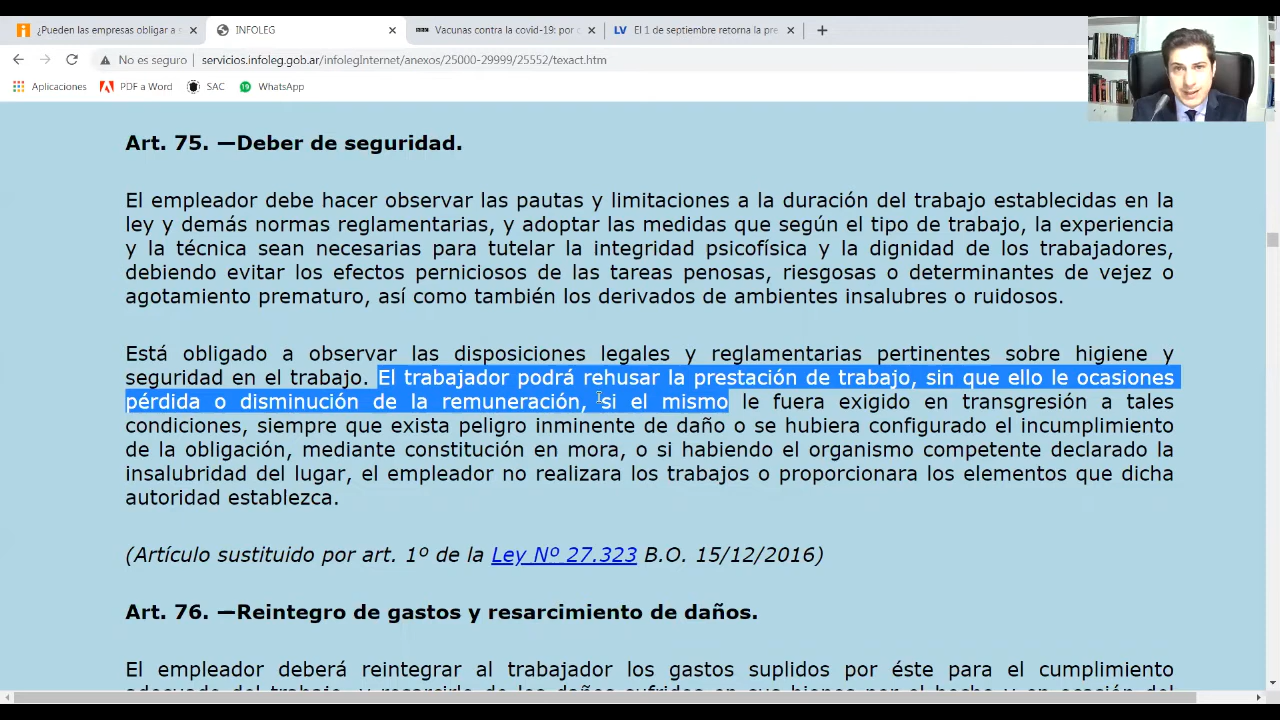 ¿Pueden las empresas obligar a
INFOLEG
Vacunas contra la covid-19: por
LV El 1 de septiembre retorna la pre
No es seguro servicios.infoleg.gob.ar/infolegInternet/anexos/25000-29999/25552/texact.htm
Aplicaciones PDF a Word SAC WhatsApp
Art. 75. —Deber de seguridad.
El empleador debe hacer observar las pautas y limitaciones a la duración del trabajo establecidas en la
ley y demás normas reglamentarias, y adoptar las medidas que según el tipo de trabajo, la experiencia
y la técnica sean necesarias para tutelar la integridad psicofísica y la dignidad de los trabajadores,
debiendo evitar los efectos perniciosos de las tareas penosas, riesgosas o determinantes de vejez o
agotamiento prematuro, así como también los derivados de ambientes insalubres o ruidosos.
Está obligado a observar las disposiciones legales y reglamentarias pertinentes sobre higiene y
seguridad en el trabajo. El trabajador podrá rehusar la prestación de trabajo, sin que ello le ocasiones
pérdida o disminución de la remuneración, si el mismo le fuera exigido en transgresión a tales
condiciones, siempre que exista peligro inminente de daño o se hubiera configurado el incumplimiento
de la obligación, mediante constitución en mora, o si habiendo el organismo competente declarado la
insalubridad del lugar, el empleador no realizara los trabajos o proporcionara los elementos que dicha
autoridad establezca.
(Artículo sustituido por art. 1º de la Ley Nº 27.323 B.O. 15/12/2016)
Art. 76. —Reintegro de gastos y resarcimiento de daños.
El empleador deberá reintegrar al trabajador los gastos suplidos por éste para el cumplimiento